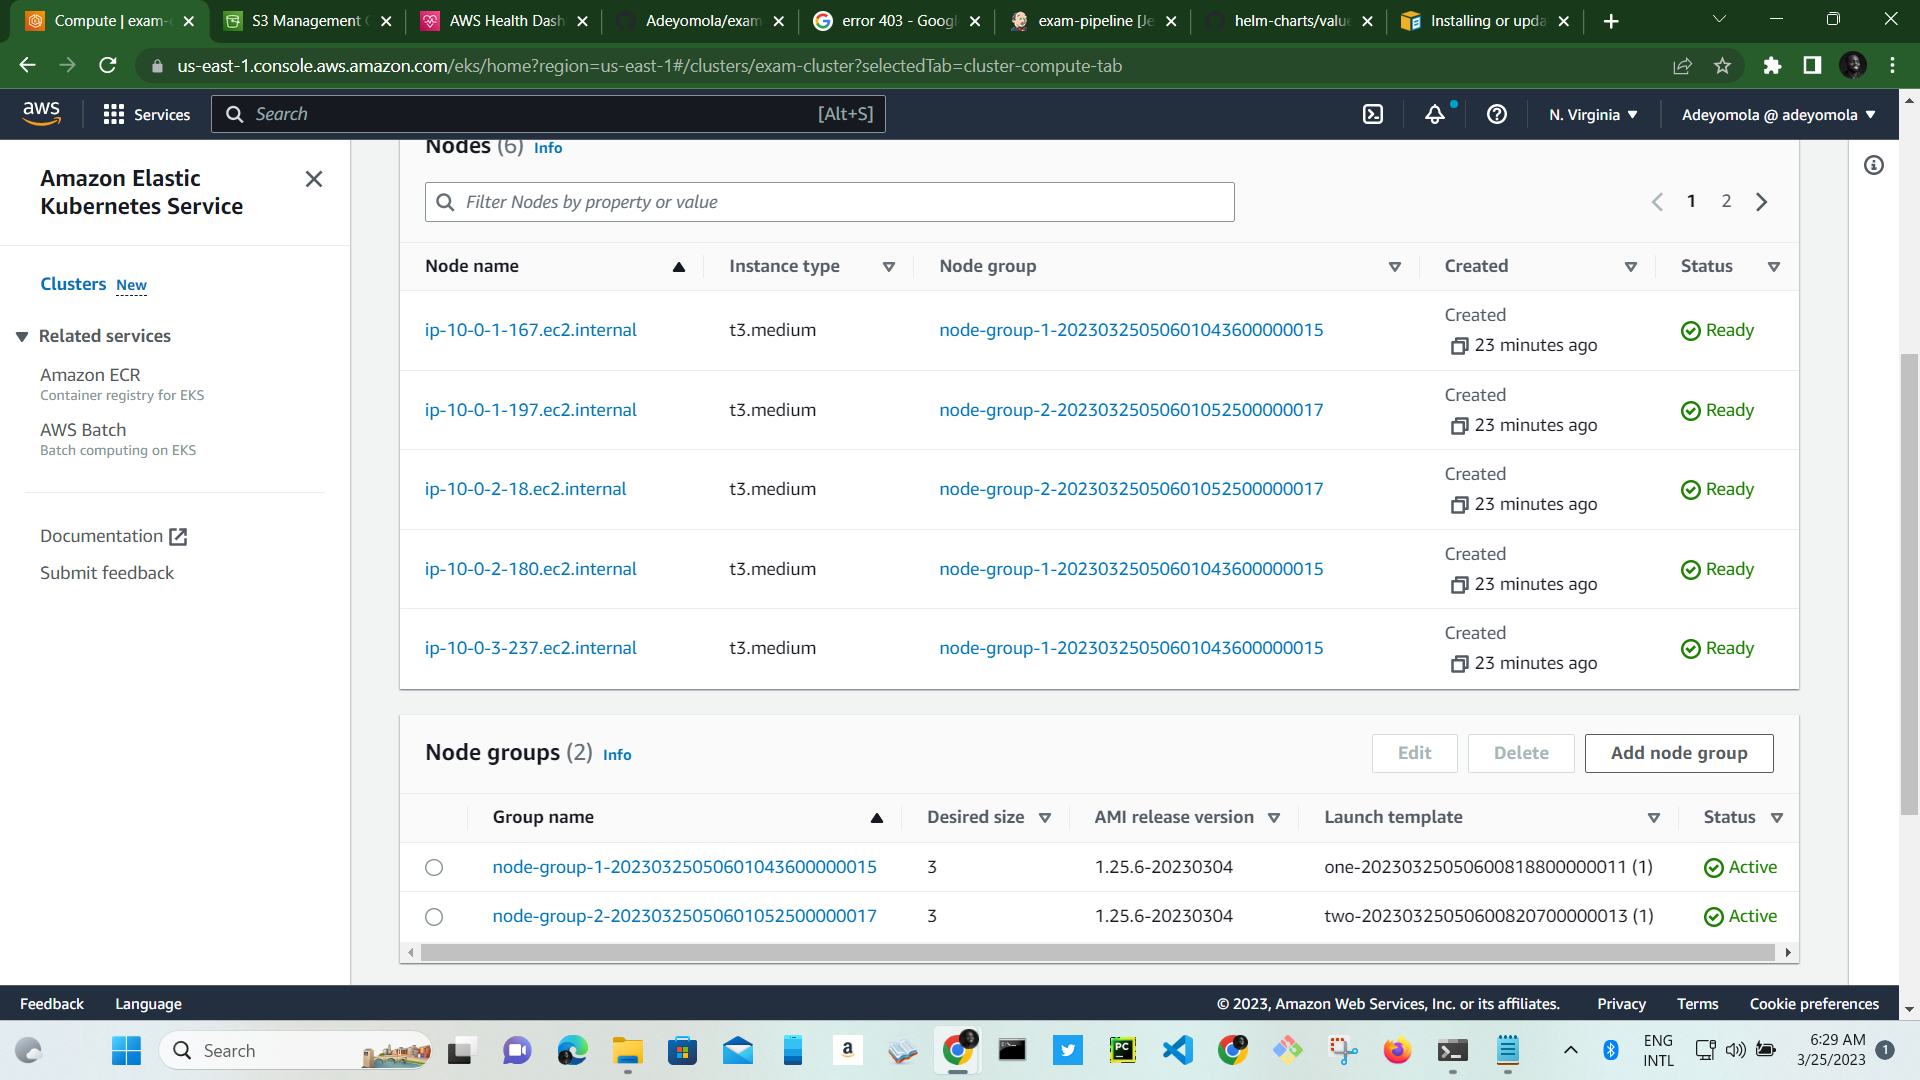 Compute | exam-c
S3 Management C
AWS Health Dash
Adeyomola/exam
error 403 - Googl
exam-pipeline [Je
helm-charts/value
Installing or upda
us-east-1.console.aws.amazon.com/eks/home?region=us-east-1#/clusters/exam-cluster?selectedTab=cluster-compute-tab
aws
Services
Search
[Alt+S]
N. Virginia
Adeyomola @ adeyomola
Amazon Elastic
Kubernetes Service
Clusters New
Related services
Amazon ECR
Container registry for EKS
AWS Batch
Batch computing on EKS
Documentation
Submit feedback
Nodes (6) Info
Filter Nodes by property or value
1 2
Node name Instance type Node group Created Status
ip-10-0-1-167.ec2.internal t3.medium node-group-1-20230325050601043600000015 Created 23 minutes ago Ready
ip-10-0-1-197.ec2.internal t3.medium node-group-2-20230325050601052500000017 Created 23 minutes ago Ready
ip-10-0-2-18.ec2.internal t3.medium node-group-2-20230325050601052500000017 Created 23 minutes ago Ready
ip-10-0-2-180.ec2.internal t3.medium node-group-1-20230325050601043600000015 Created 23 minutes ago Ready
ip-10-0-3-237.ec2.internal t3.medium node-group-1-20230325050601043600000015 Created 23 minutes ago Ready
Node groups (2) Info
Edit Delete Add node group
Group name Desired size AMI release version Launch template Status
node-group-1-20230325050601043600000015 3 1.25.6-20230304 one-20230325050600818800000011 (1) Active
node-group-2-20230325050601052500000017 3 1.25.6-20230304 two-20230325050600820700000013 (1) Active
Feedback Language © 2023, Amazon Web Services, Inc. or its affiliates. Privacy Terms Cookie preferences
Search
a
PC
ENG
INTL
6:29 AM
3/25/2023
1